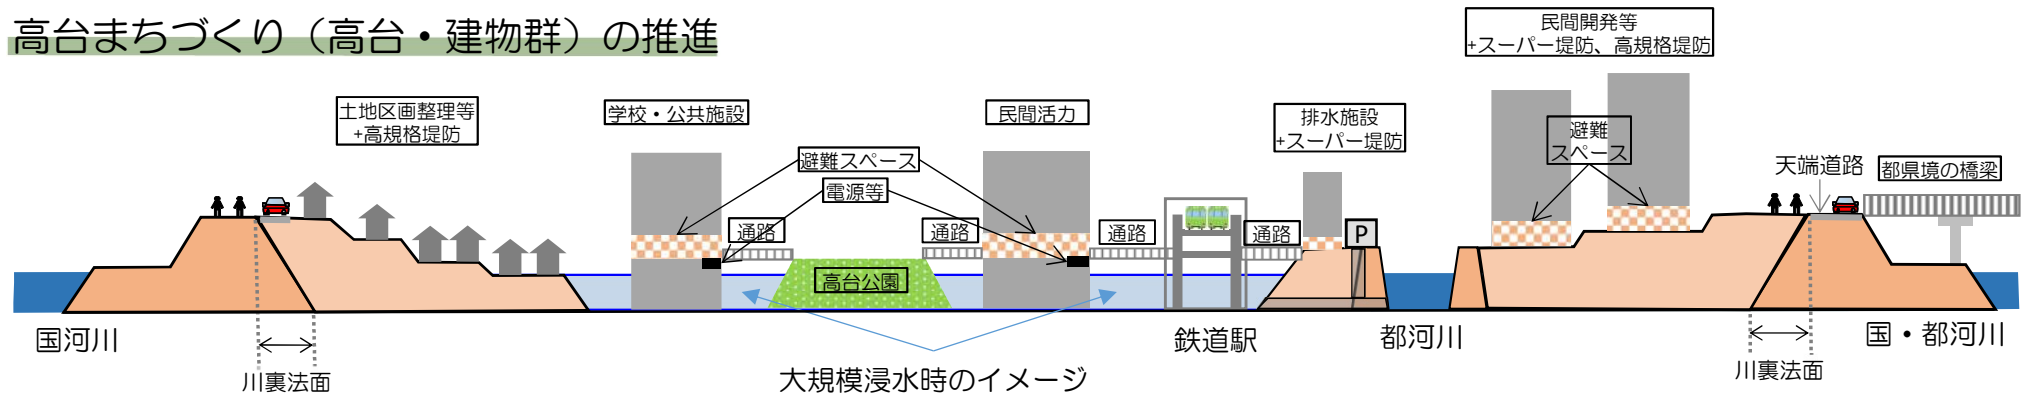 高台まちづくり（高台・建物群）の推進
民間開発等
+スーパー堤防、高規格堤防
土地区画整理等
+高規格堤防
学校・公共施設
民間活力
排水施設
+スーパー堤防
避難
スペース
避難スペース
電源等
天端道路
都県境の橋梁
通路
通路
通路
通路
P
高台公園
国河川
鉄道駅
都河川
国・都河川
川裏法面
大規模浸水時のイメージ
川裏法面